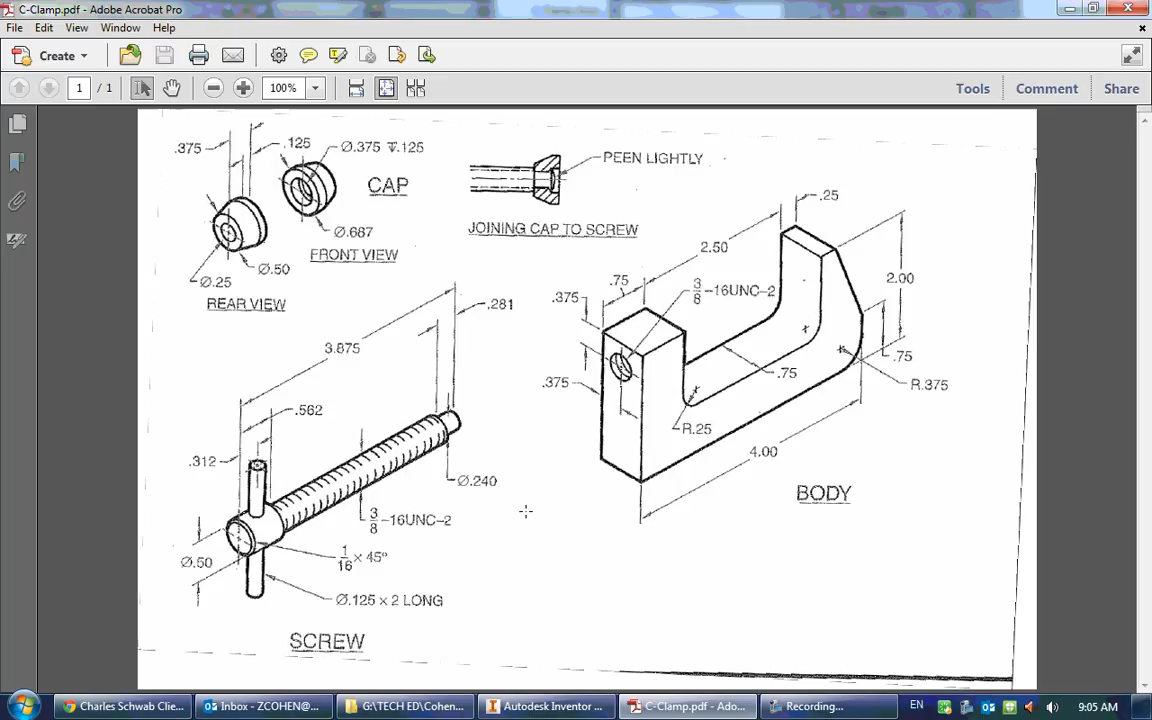 C-Clamp.pdf - Adobe Acrobat Pro
File Edit View Window Help
Create
1 / 1 100% Tools Comment Share
.375
.125
Ø.375 ↧.125
CAP
Ø.687
FRONT VIEW
Ø.50
Ø.25
REAR VIEW
PEEN LIGHTLY
JOINING CAP TO SCREW
.25
2.50
.75
3/8-16UNC-2
.375
2.00
.375
.75
.75
R.375
R.25
4.00
BODY
.281
3.875
.562
.312
Ø.240
3/8-16UNC-2
Ø.50
1/16 x 45°
Ø.125 x 2 LONG
SCREW
Charles Schwab Clie...
Inbox - ZCOHEN@...
G:\TECH ED\Cohen...
Autodesk Inventor ...
C-Clamp.pdf - Ado...
Recording...
EN
9:05 AM